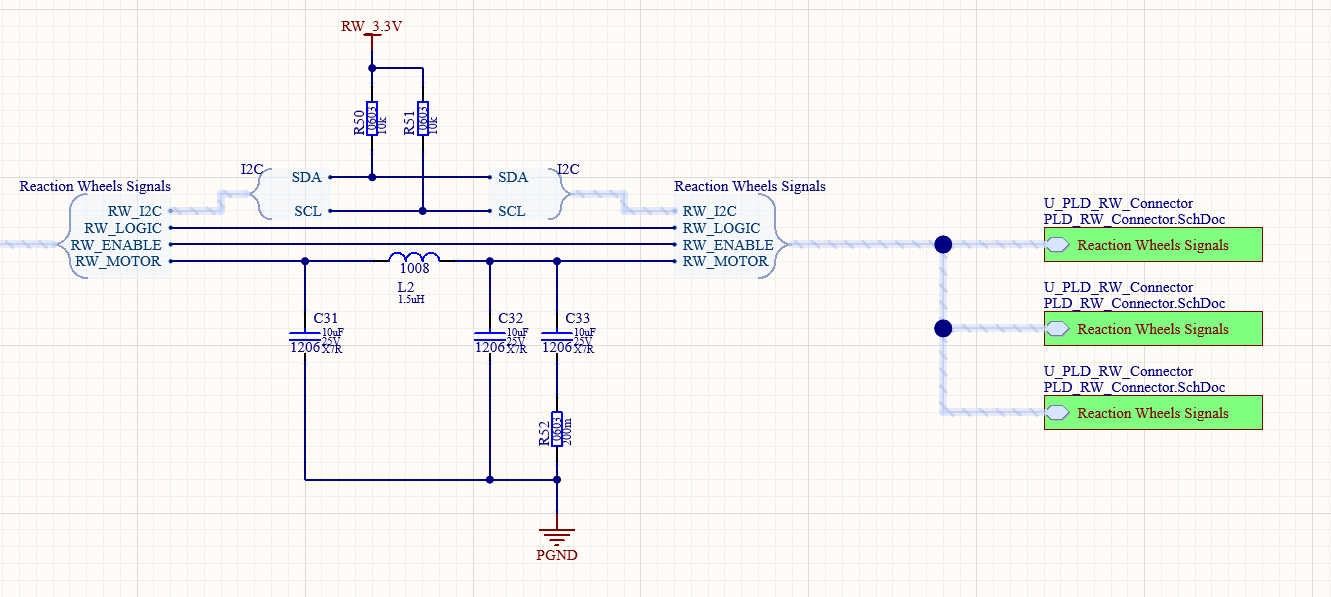 RW_3.3V
R50
0603
10k
R51
0603
10k
I2C
SDA
SCL
I2C
SDA
SCL
Reaction Wheels Signals
RW_I2C
RW_LOGIC
RW_ENABLE
RW_MOTOR
Reaction Wheels Signals
RW_I2C
RW_LOGIC
RW_ENABLE
RW_MOTOR
1008
L2
1.5uH
C31
10uF
25V
1206
X7R
C32
10uF
25V
1206
X7R
C33
10uF
25V
1206
X7R
R52
0603
200m
PGND
U_PLD_RW_Connector
PLD_RW_Connector.SchDoc
Reaction Wheels Signals
U_PLD_RW_Connector
PLD_RW_Connector.SchDoc
Reaction Wheels Signals
U_PLD_RW_Connector
PLD_RW_Connector.SchDoc
Reaction Wheels Signals